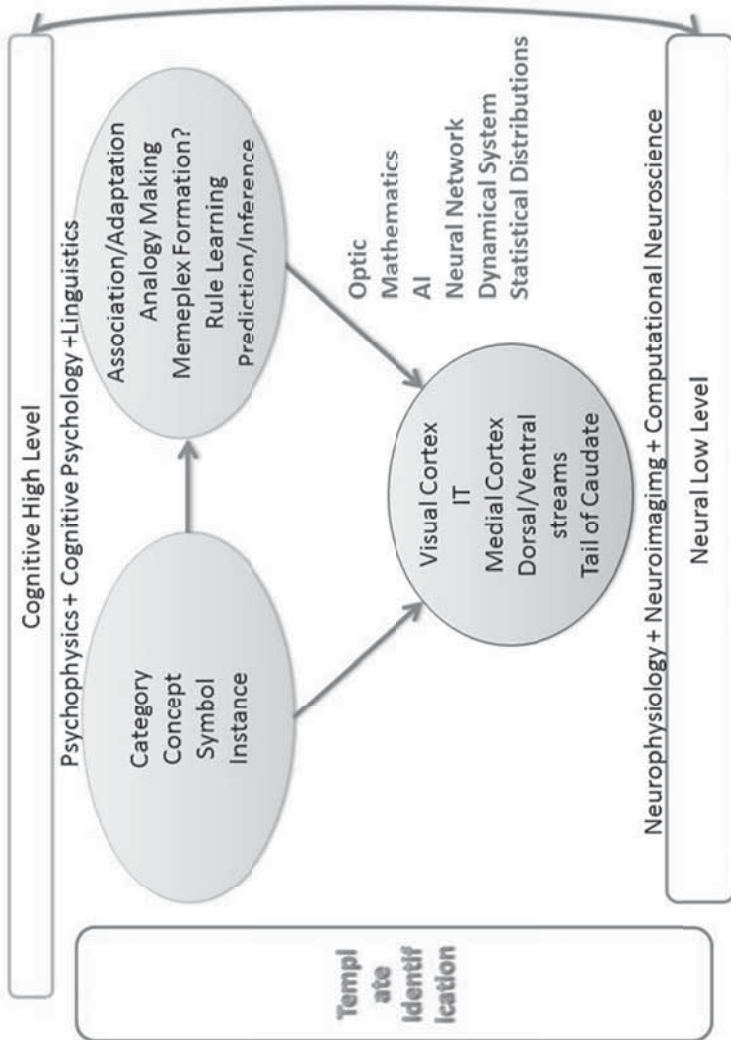 Cognitive High Level
Psychophysics + Cognitive Psychology +Linguistics
Category
Concept
Symbol
Instance
Association/Adaptation
Analogy Making
Memeplex Formation?
Rule Learning
Prediction/Inference
Optic
Mathematics
AI
Neural Network
Dynamical System
Statistical Distributions
Visual Cortex
IT
Medial Cortex
Dorsal/Ventral
streams
Tail of Caudate
Neurophysiology + Neuroimagimg + Computational Neuroscience
Neural Low Level
Templ
ate
Identif
ication